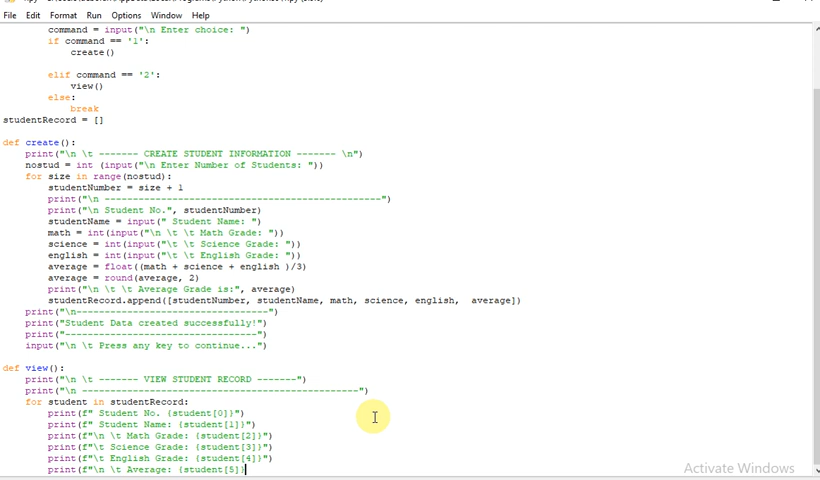 File Edit Format Run Options Window Help
command = input("\n Enter choice: ")
if command == '1':
create()
elif command == '2':
view()
else:
break
studentRecord = []
def create():
print("\n \t ------- CREATE STUDENT INFORMATION ------- \n")
nostud = int (input("\n Enter Number of Students: "))
for size in range(nostud):
studentNumber = size + 1
print("\n -----------------------------------------------")
print("\n Student No.", studentNumber)
studentName = input(" Student Name: ")
math = int(input("\n \t \t Math Grade: "))
science = int(input("\t \t Science Grade: "))
english = int(input("\t \t English Grade: "))
average = float((math + science + english )/3)
average = round(average, 2)
print("\n \t \t Average Grade is:", average)
studentRecord.append([studentNumber, studentName, math, science, english,  average])
print("\n---------------------------------")
print("Student Data created successfully!")
print("---------------------------------")
input("\n \t Press any key to continue...")
def view():
print("\n \t ------- VIEW STUDENT RECORD -------")
print("\n -----------------------------------------------")
for student in studentRecord:
print(f" Student No. {student[0]}")
print(f" Student Name: {student[1]}")
print(f"\n \t Math Grade: {student[2]}")
print(f"\t Science Grade: {student[3]}")
print(f"\t English Grade: {student[4]}")
print(f"\n \t Average: {student[5]}
Activate Windows